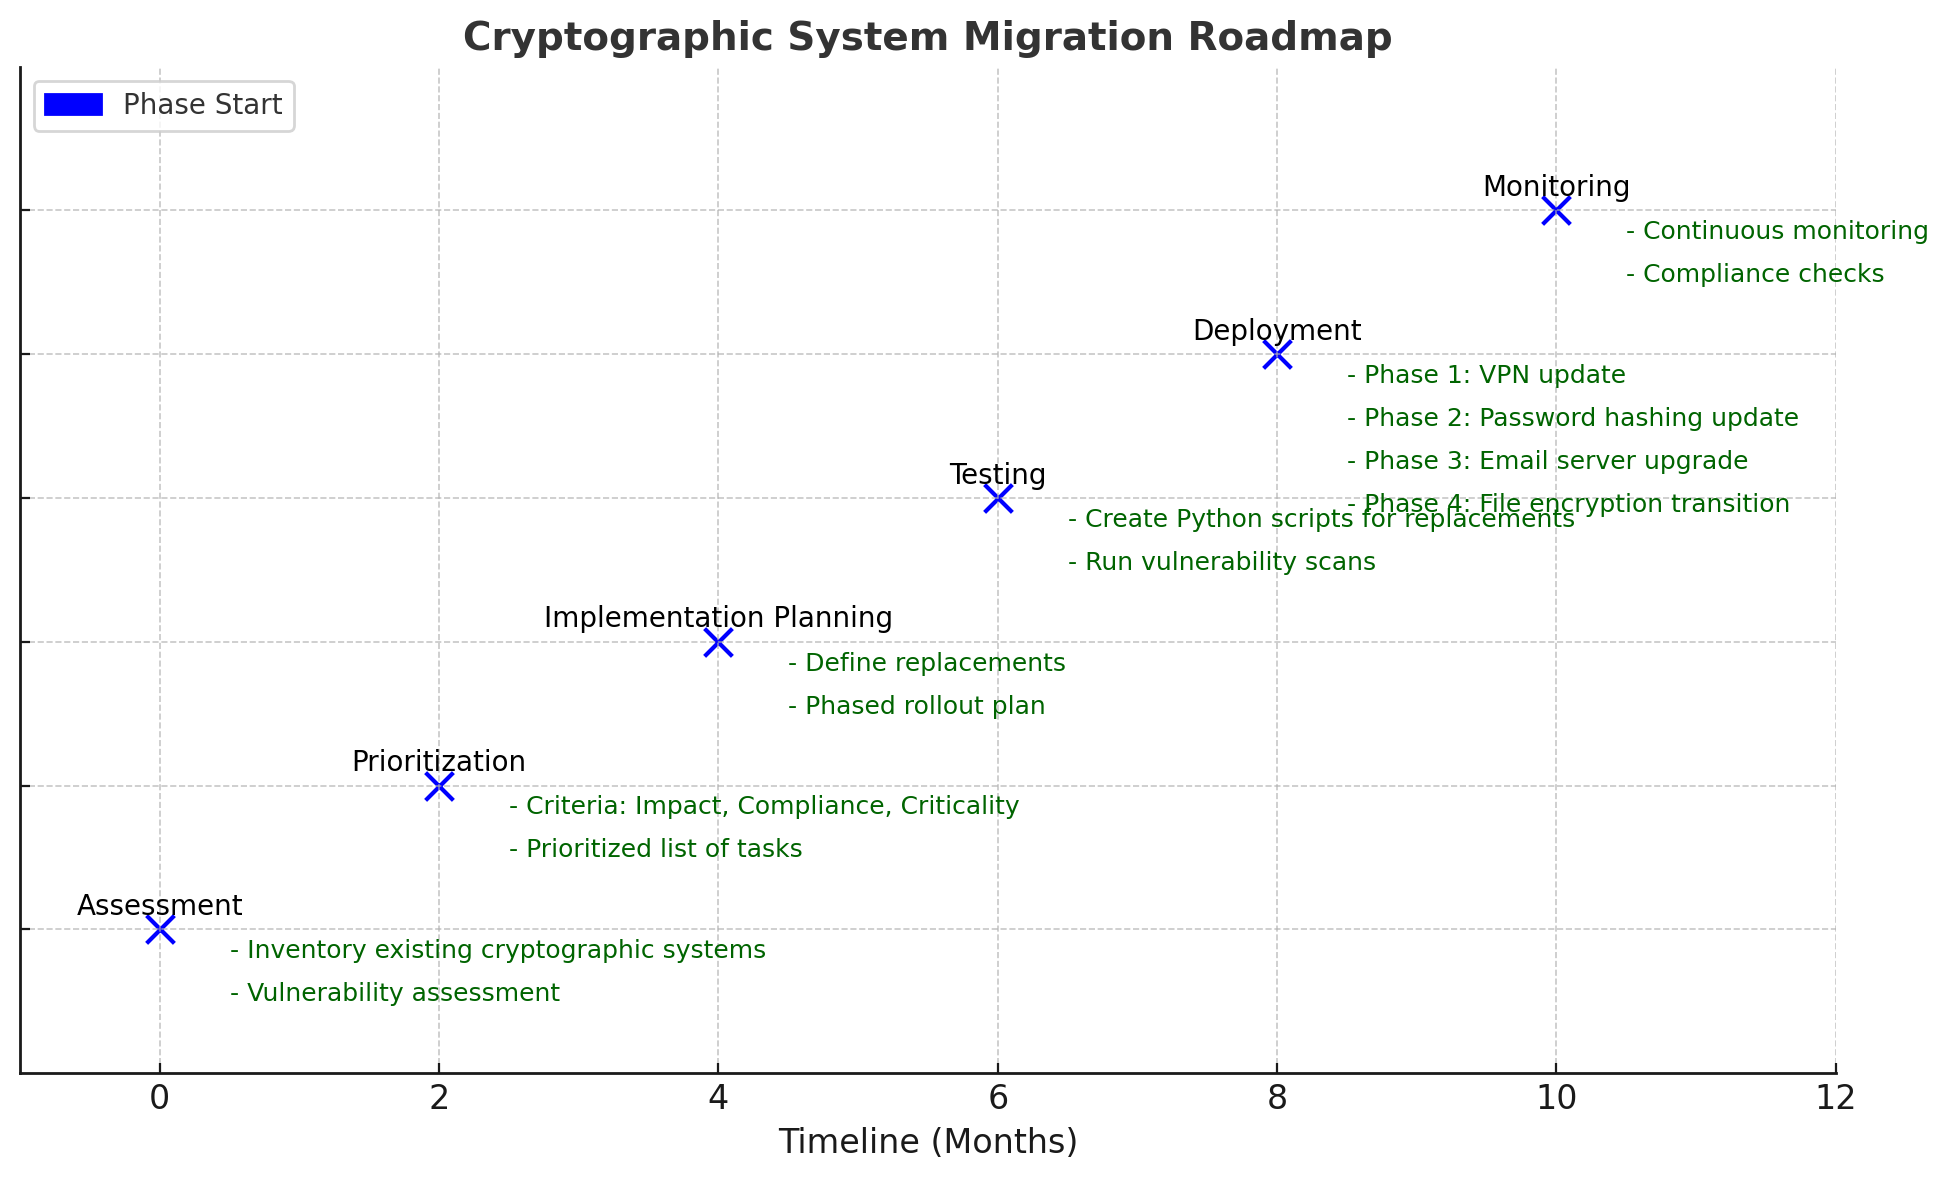 Cryptographic System Migration Roadmap
Phase Start
Monitoring
- Continuous monitoring
- Compliance checks
Deployment
- Phase 1: VPN update
- Phase 2: Password hashing update
- Phase 3: Email server upgrade
- Phase 4: File encryption transition
Testing
- Create Python scripts for replacements
- Run vulnerability scans
Implementation Planning
- Define replacements
- Phased rollout plan
Prioritization
- Criteria: Impact, Compliance, Criticality
- Prioritized list of tasks
Assessment
- Inventory existing cryptographic systems
- Vulnerability assessment
0 2 4 6 8 10 12
Timeline (Months)